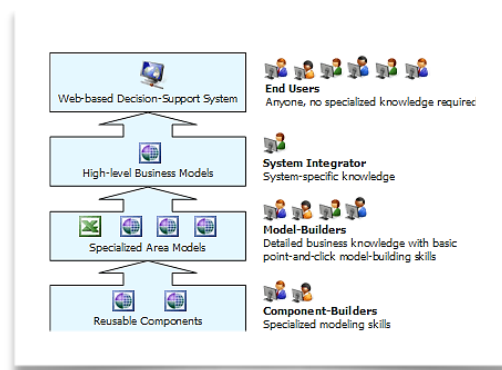 Web-based Decision-Support System
End Users
Anyone, no specialized knowledge required
High-level Business Models
System Integrator
System-specific knowledge
Specialized Area Models
Model-Builders
Detailed business knowledge with basic
point-and-click model-building skills
Reusable Components
Component-Builders
Specialized modeling skills